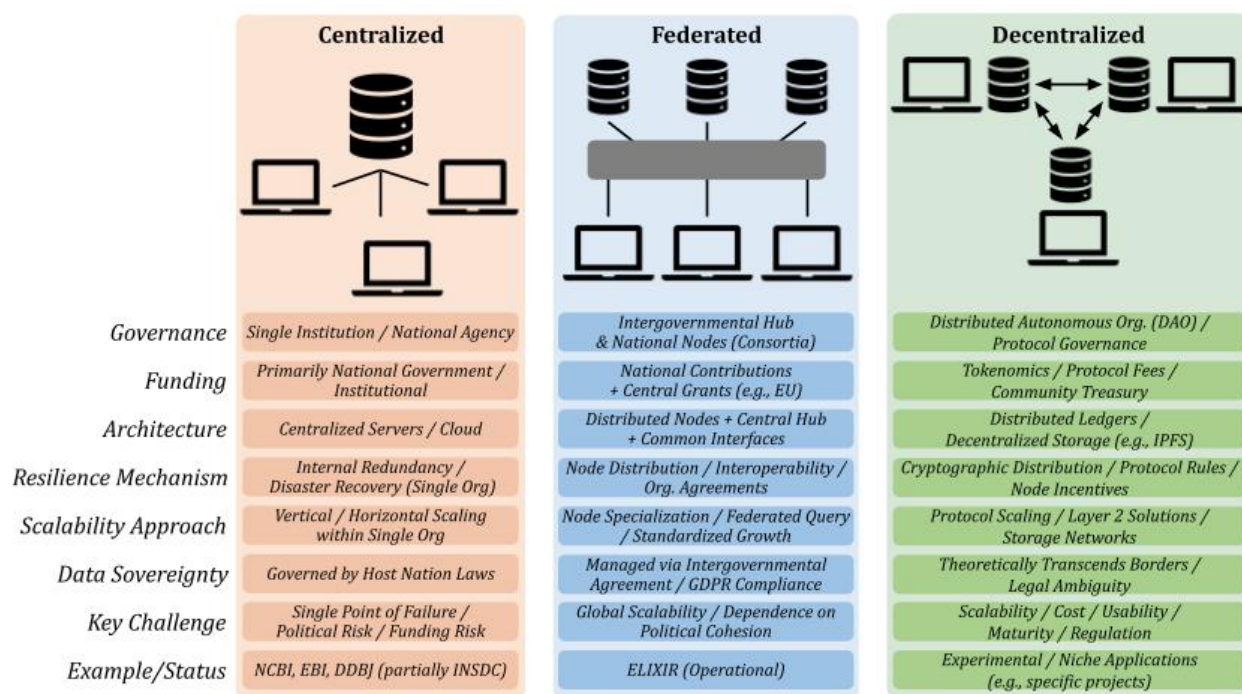 Centralized
Federated
Decentralized
Governance
Single Institution / National Agency
Intergovernmental Hub
& National Nodes (Consortia)
Distributed Autonomous Org. (DAO) /
Protocol Governance
Funding
Primarily National Government /
Institutional
National Contributions
+ Central Grants (e.g., EU)
Tokenomics / Protocol Fees /
Community Treasury
Architecture
Centralized Servers / Cloud
Distributed Nodes + Central Hub
+ Common Interfaces
Distributed Ledgers /
Decentralized Storage (e.g., IPFS)
Resilience Mechanism
Internal Redundancy /
Disaster Recovery (Single Org)
Node Distribution / Interoperability /
Org. Agreements
Cryptographic Distribution / Protocol Rules /
Node Incentives
Scalability Approach
Vertical / Horizontal Scaling
within Single Org
Node Specialization / Federated Query
/ Standardized Growth
Protocol Scaling / Layer 2 Solutions /
Storage Networks
Data Sovereignty
Governed by Host Nation Laws
Managed via Intergovernmental
Agreement / GDPR Compliance
Theoretically Transcends Borders /
Legal Ambiguity
Key Challenge
Single Point of Failure /
Political Risk / Funding Risk
Global Scalability / Dependence on
Political Cohesion
Scalability / Cost / Usability /
Maturity / Regulation
Example/Status
NCBI, EBI, DDBJ (partially INSDC)
ELIXIR (Operational)
Experimental / Niche Applications
(e.g., specific projects)